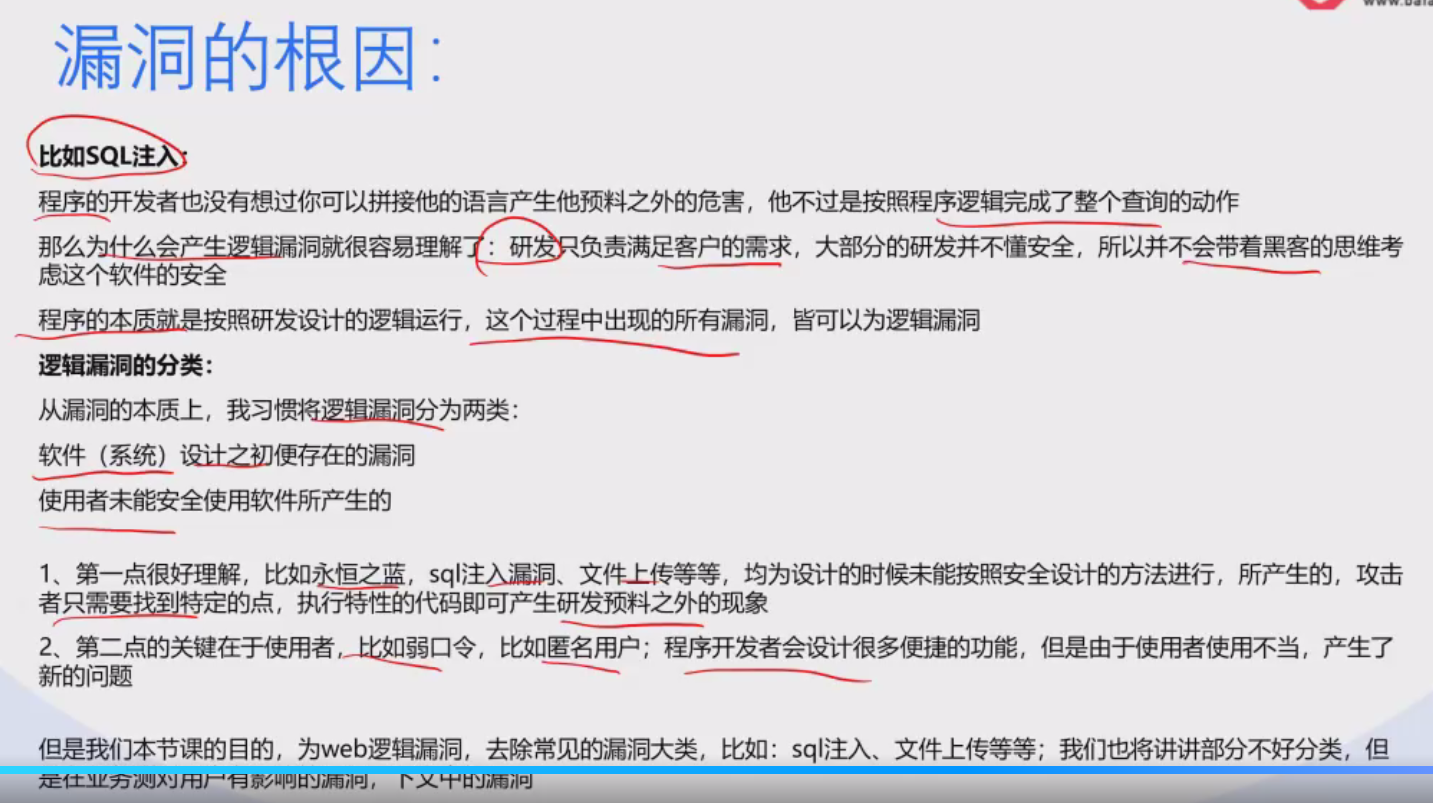 漏洞的根因：
比如SQL注入：
程序的开发者也没有想过你可以拼接他的语言产生他预料之外的危害，他不过是按照程序逻辑完成了整个查询的动作
那么为什么会产生逻辑漏洞就很容易理解了：研发只负责满足客户的需求，大部分的研发并不懂安全，所以并不会带着黑客的思维考
虑这个软件的安全
程序的本质就是按照研发设计的逻辑运行，这个过程中出现的所有漏洞，皆可以为逻辑漏洞
逻辑漏洞的分类：
从漏洞的本质上，我习惯将逻辑漏洞分为两类：
软件（系统）设计之初便存在的漏洞
使用者未能安全使用软件所产生的
1、第一点很好理解，比如永恒之蓝，sql注入漏洞、文件上传等等，均为设计的时候未能按照安全设计的方法进行，所产生的，攻击
者只需要找到特定的点，执行特性的代码即可产生研发预料之外的现象
2、第二点的关键在于使用者，比如弱口令，比如匿名用户；程序开发者会设计很多便捷的功能，但是由于使用者使用不当，产生了
新的问题
但是我们本节课的目的，为web逻辑漏洞，去除常见的漏洞大类，比如：sql注入、文件上传等等；我们也将讲讲部分不好分类，但
是在业务测对用户有影响的漏洞，下文中的漏洞